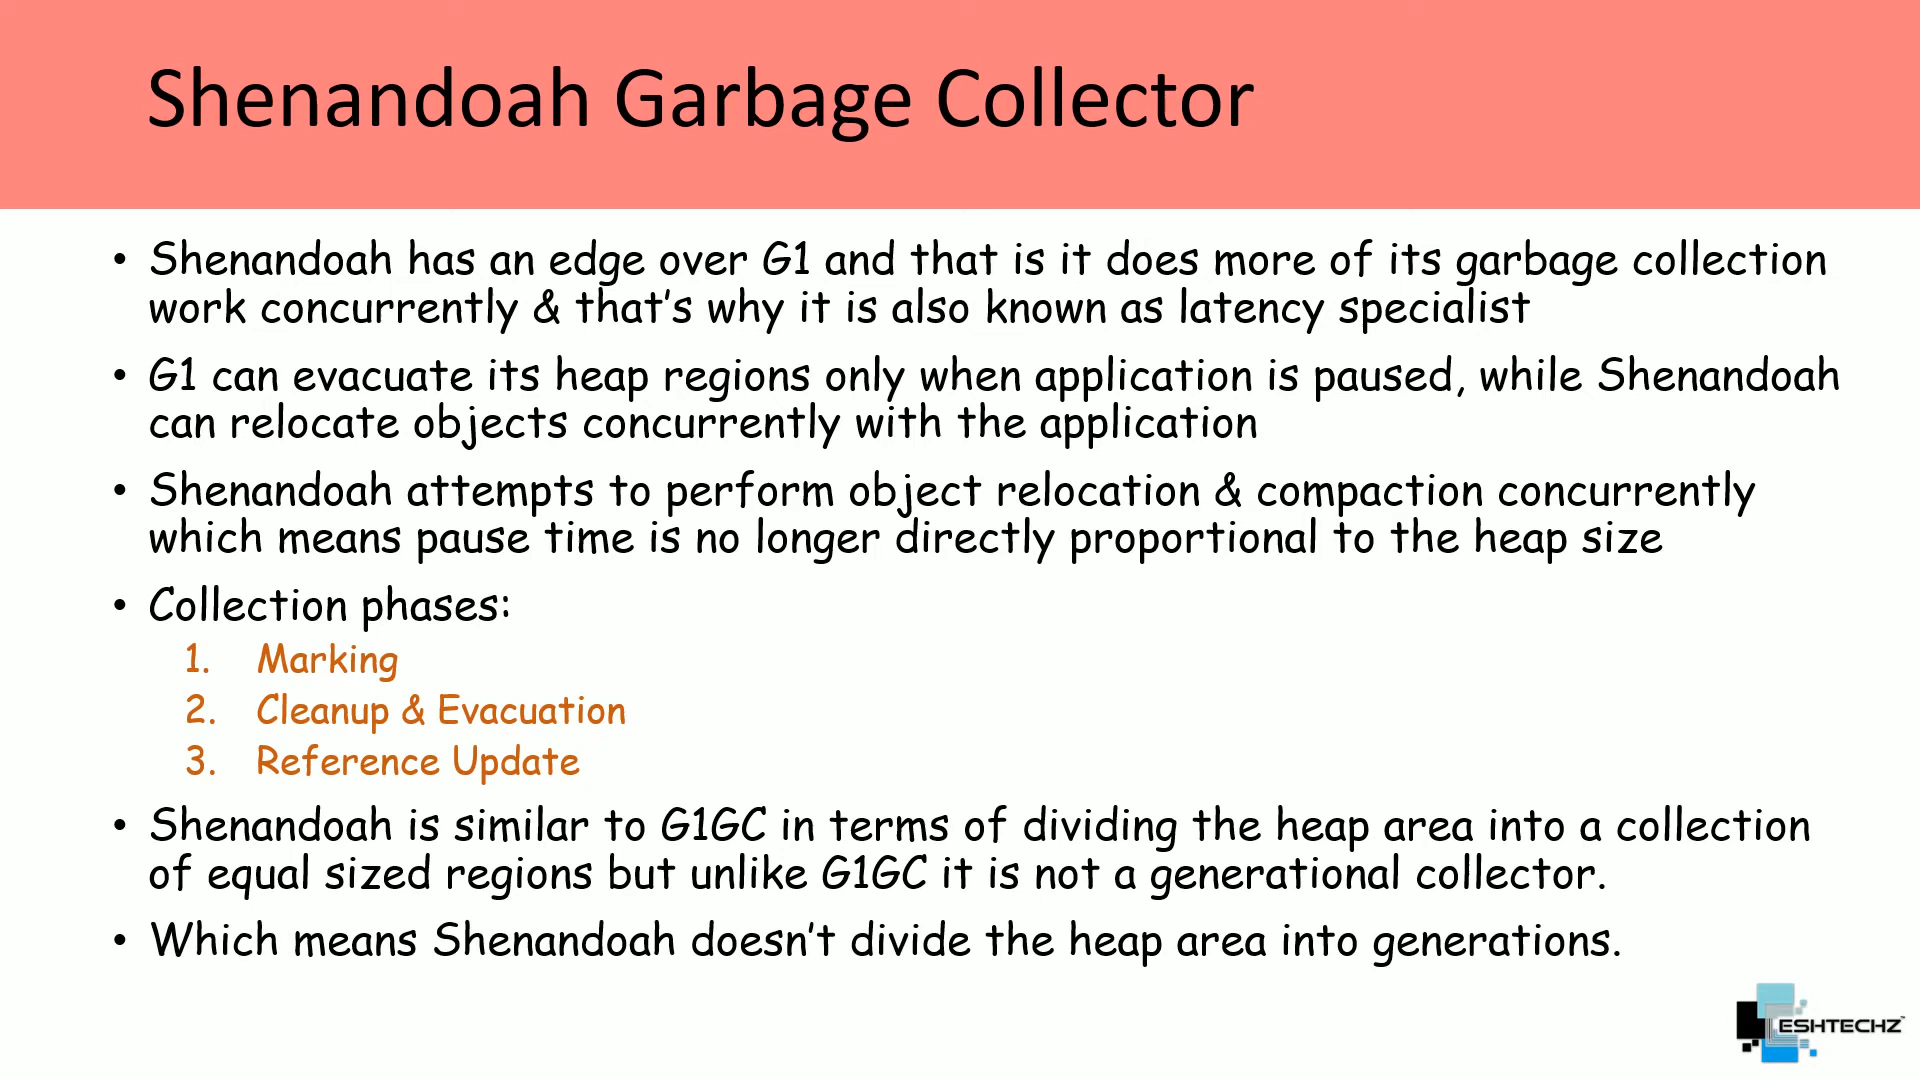 Shenandoah Garbage Collector
• Shenandoah has an edge over G1 and that is it does more of its garbage collection
work concurrently & that's why it is also known as latency specialist
• G1 can evacuate its heap regions only when application is paused, while Shenandoah
can relocate objects concurrently with the application
• Shenandoah attempts to perform object relocation & compaction concurrently
which means pause time is no longer directly proportional to the heap size
• Collection phases:
1. Marking
2. Cleanup & Evacuation
3. Reference Update
• Shenandoah is similar to G1GC in terms of dividing the heap area into a collection
of equal sized regions but unlike G1GC it is not a generational collector.
• Which means Shenandoah doesn't divide the heap area into generations.
ESHTECHZ™